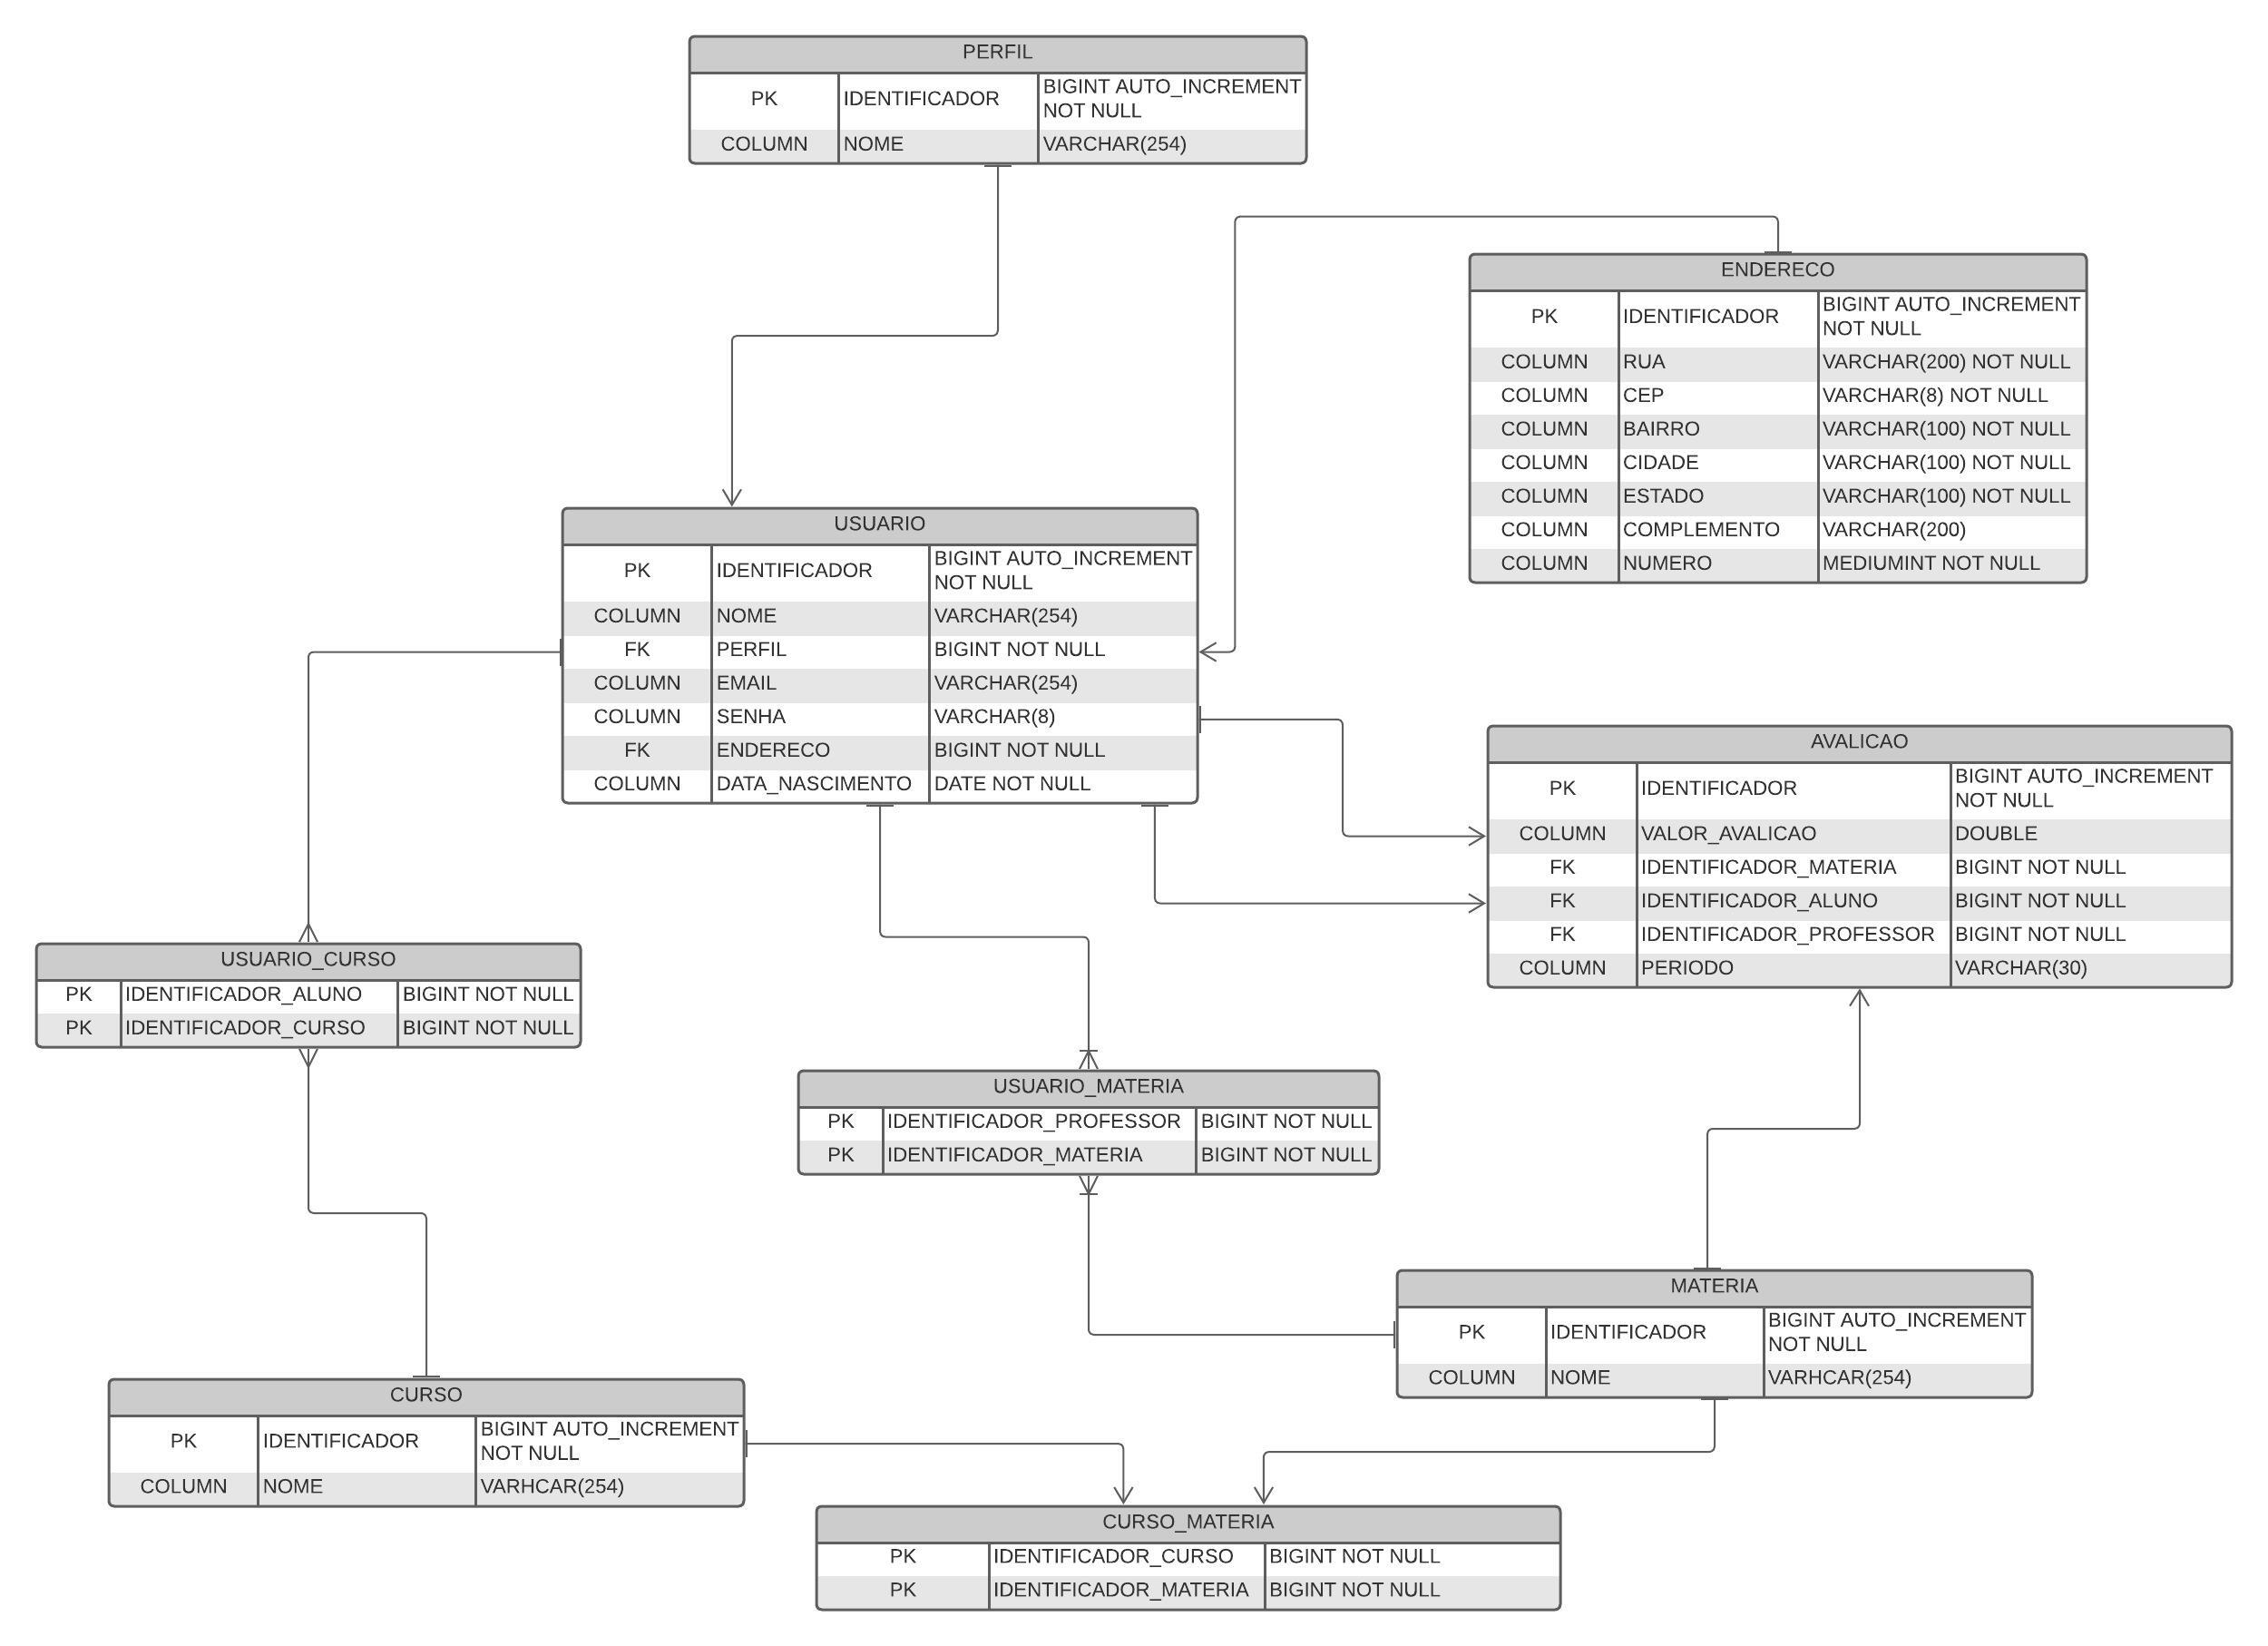 PERFIL
PK IDENTIFICADOR BIGINT AUTO_INCREMENT
NOT NULL
COLUMN NOME VARCHAR(254)
ENDERECO
PK IDENTIFICADOR BIGINT AUTO_INCREMENT
NOT NULL
COLUMN RUA VARCHAR(200) NOT NULL
COLUMN CEP VARCHAR(8) NOT NULL
COLUMN BAIRRO VARCHAR(100) NOT NULL
COLUMN CIDADE VARCHAR(100) NOT NULL
COLUMN ESTADO VARCHAR(100) NOT NULL
COLUMN COMPLEMENTO VARCHAR(200)
COLUMN NUMERO MEDIUMINT NOT NULL
USUARIO
PK IDENTIFICADOR BIGINT AUTO_INCREMENT
NOT NULL
COLUMN NOME VARCHAR(254)
FK PERFIL BIGINT NOT NULL
COLUMN EMAIL VARCHAR(254)
COLUMN SENHA VARCHAR(8)
FK ENDERECO BIGINT NOT NULL
COLUMN DATA_NASCIMENTO DATE NOT NULL
AVALICAO
PK IDENTIFICADOR BIGINT AUTO_INCREMENT
NOT NULL
COLUMN VALOR_AVALICAO DOUBLE
FK IDENTIFICADOR_MATERIA BIGINT NOT NULL
FK IDENTIFICADOR_ALUNO BIGINT NOT NULL
FK IDENTIFICADOR_PROFESSOR BIGINT NOT NULL
COLUMN PERIODO VARCHAR(30)
USUARIO_CURSO
PK IDENTIFICADOR_ALUNO BIGINT NOT NULL
PK IDENTIFICADOR_CURSO BIGINT NOT NULL
USUARIO_MATERIA
PK IDENTIFICADOR_PROFESSOR BIGINT NOT NULL
PK IDENTIFICADOR_MATERIA BIGINT NOT NULL
MATERIA
PK IDENTIFICADOR BIGINT AUTO_INCREMENT
NOT NULL
COLUMN NOME VARHCAR(254)
CURSO
PK IDENTIFICADOR BIGINT AUTO_INCREMENT
NOT NULL
COLUMN NOME VARHCAR(254)
CURSO_MATERIA
PK IDENTIFICADOR_CURSO BIGINT NOT NULL
PK IDENTIFICADOR_MATERIA BIGINT NOT NULL